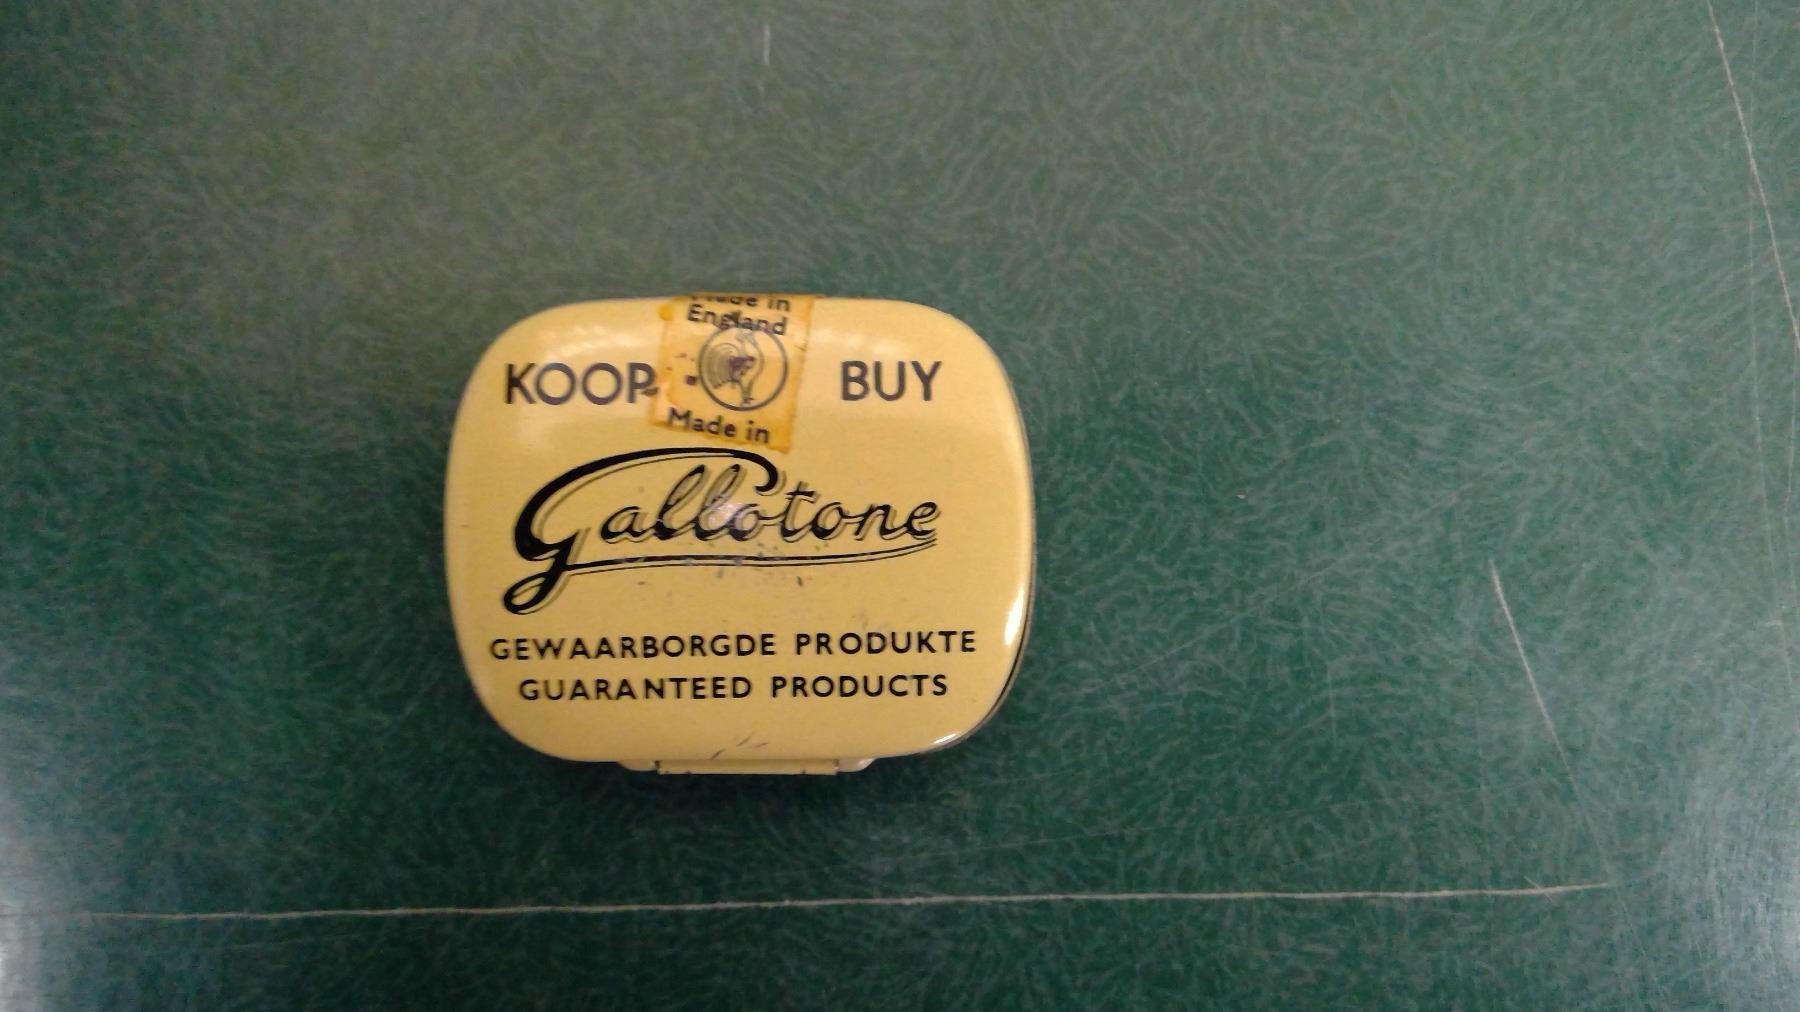 Made in
England
KOOP BUY
Made in
Gallotone
GEWAARBORGDE PRODUKTE
GUARANTEED PRODUCTS